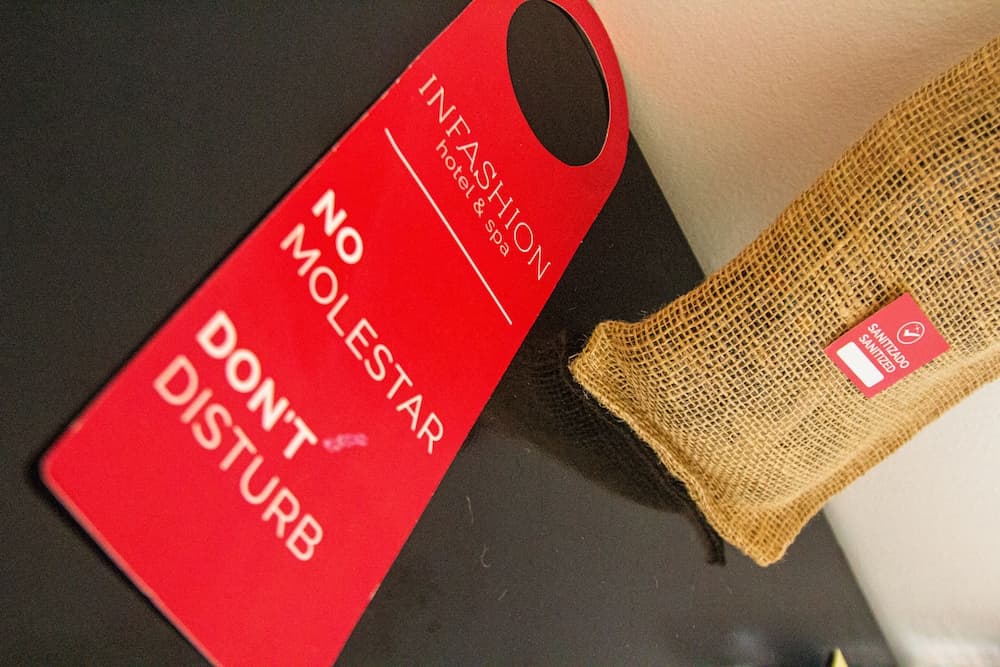 INFASHION
hotel & spa
NO
MOLESTAR
DON'T
DISTURB
SANITIZADO
SANITIZED